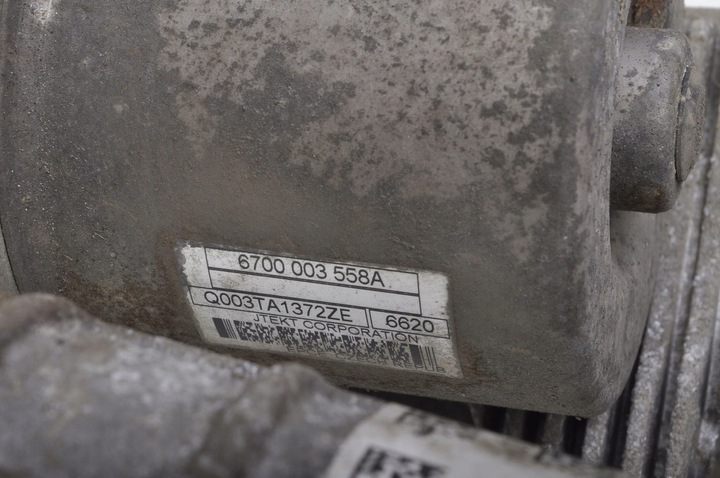 6700 003 558A
Q003TA1372ZE 6620
JTEKT CORPORATION